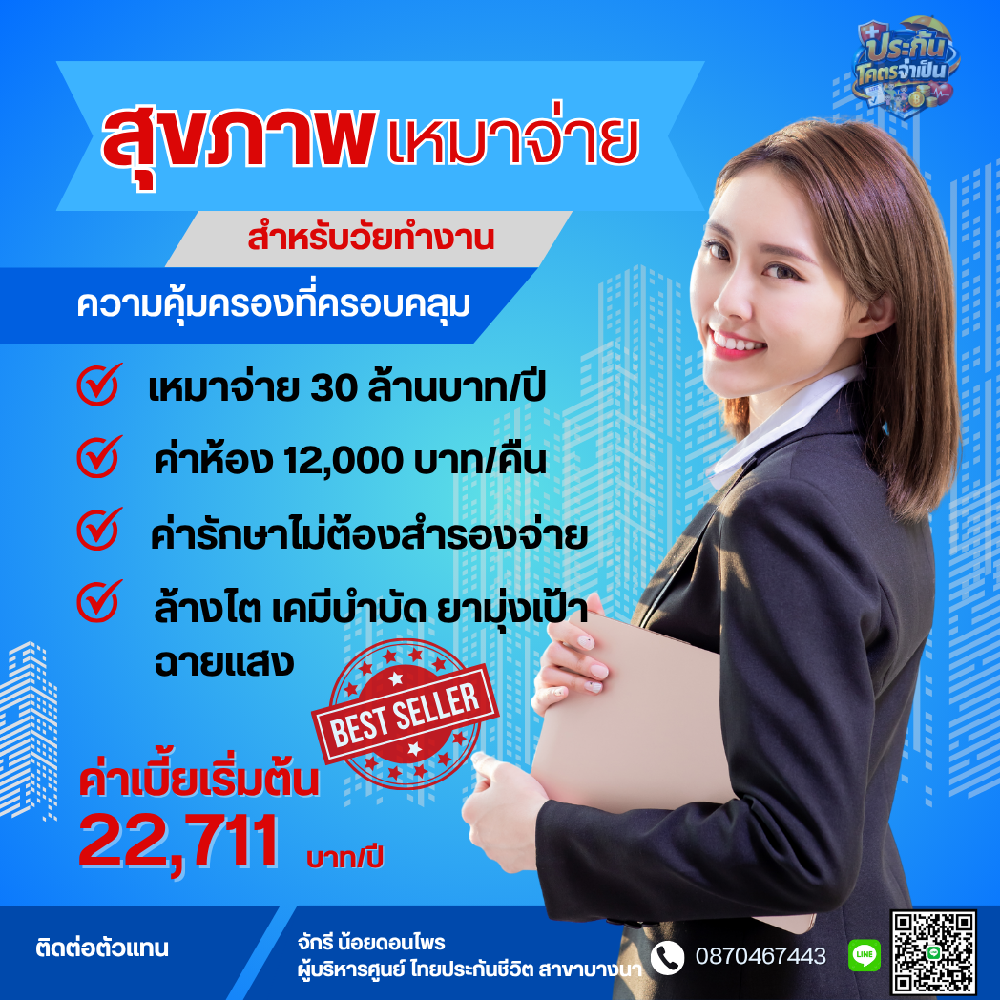 ประกัน
โคตรจำเป็น
สุขภาพ เหมาจ่าย
สำหรับวัยทำงาน
ความคุ้มครองที่ครอบคลุม
เหมาจ่าย 30 ล้านบาท/ปี
ค่าห้อง 12,000 บาท/คืน
ค่ารักษาไม่ต้องสำรองจ่าย
ล้างไต เคมีบำบัด ยามุ่งเป้า
ฉายแสง
BEST SELLER
ค่าเบี้ยเริ่มต้น
22,711 บาท/ปี
ติดต่อตัวแทน
จักรี น้อยดอนไพร
ผู้บริหารศูนย์ ไทยประกันชีวิต สาขาบางนา
0870467443
LINE